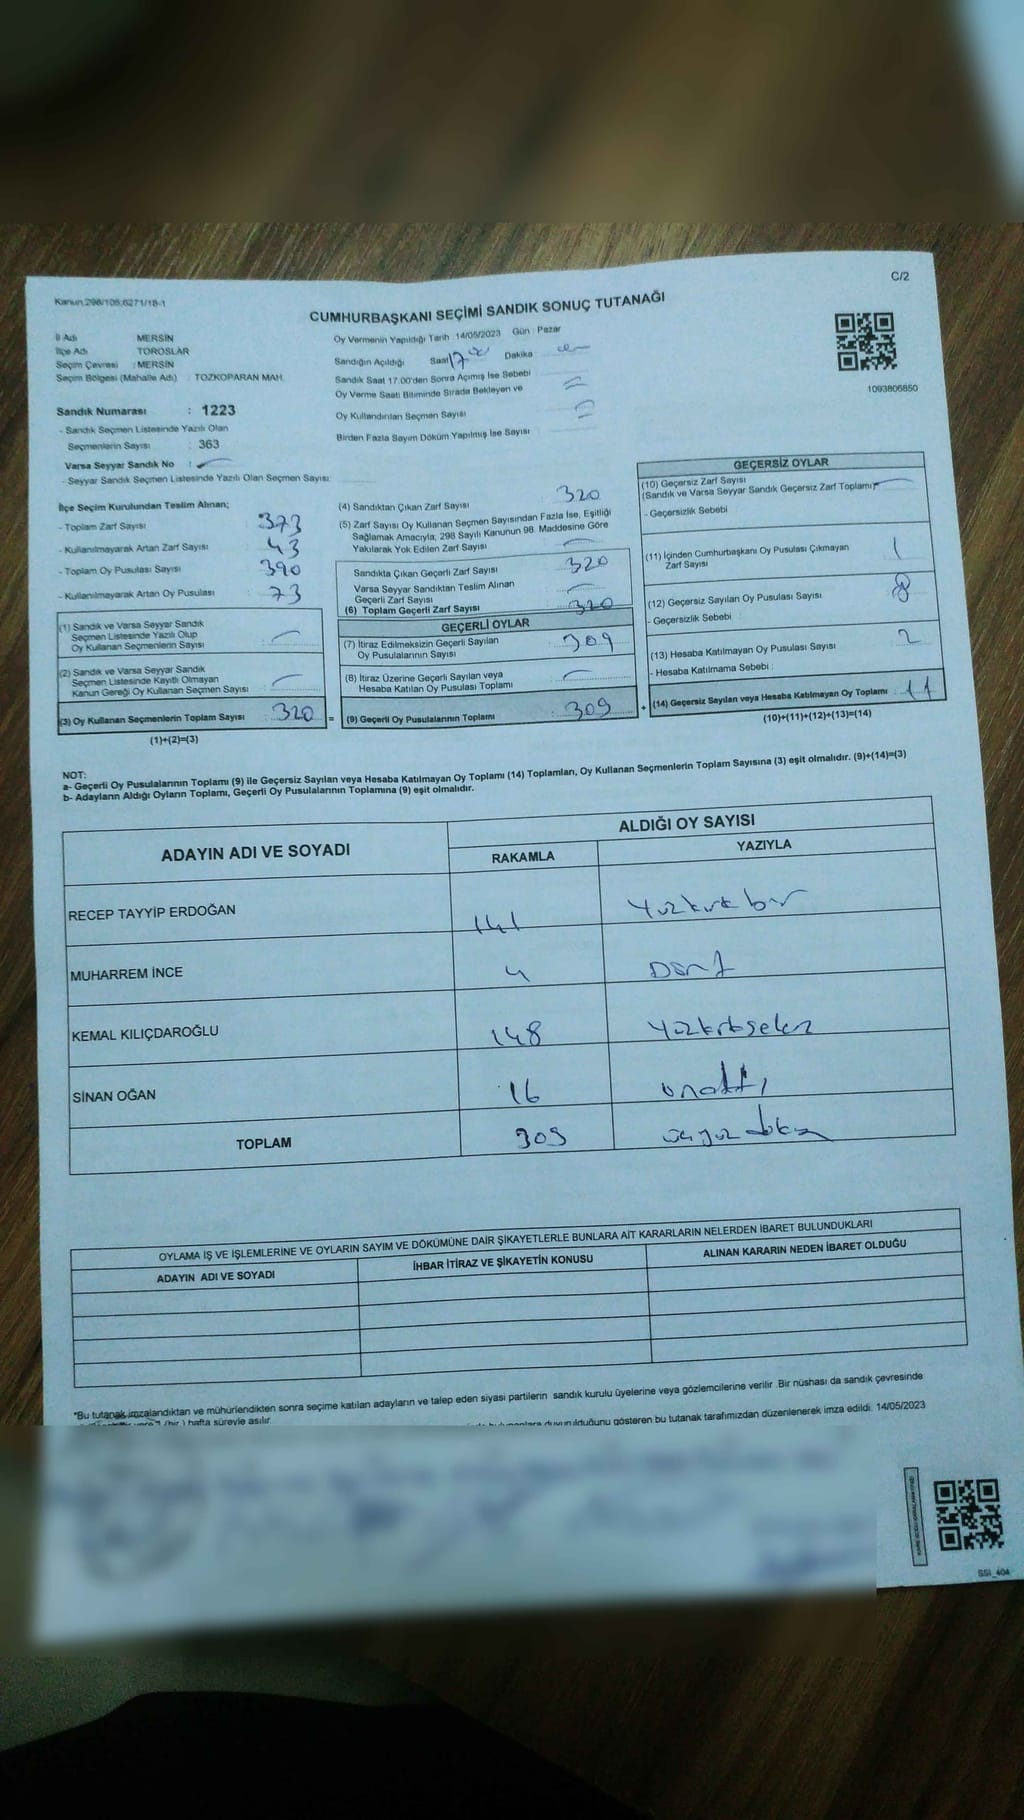 C/2
Kanun:298/105;6271/18-1
CUMHURBAŞKANI SEÇİMİ SANDIK SONUÇ TUTANAĞI
İl Adı MERSİN
İlçe Adı TOROSLAR
Seçim Çevresi : MERSİN
Seçim Bölgesi (Mahalle Adı) : TOZKOPARAN MAH.
Sandık Numarası : 1223
- Sandık Seçmen Listesinde Yazılı Olan
Seçmenlerin Sayısı : 363
Varsa Seyyar Sandık No :
- Seyyar Sandık Seçmen Listesinde Yazılı Olan Seçmen Sayısı:
Oy Vermenin Yapıldığı Tarih 14/05/2023 Gün : Pazar
Sandığın Açıldığı Saat 17 00 Dakika
Sandık Saat 17.00'den Sonra Açımış İse Sebebi
Oy Verme Saati Bitiminde Sırada Bekleyen ve
Oy Kullandırılan Seçmen Sayısı
Birden Fazla Sayım Döküm Yapılmış İse Sayısı
1093806850
İlçe Seçim Kurulundan Teslim Alınan;
- Toplam Zarf Sayısı : 373
- Kullanılmayarak Artan Zarf Sayısı : 43
- Toplam Oy Pusulası Sayısı : 390
- Kullanılmayarak Artan Oy Pusulası : 73
(1) Sandık ve Varsa Seyyar Sandık
Seçmen Listesinde Yazılı Olup
Oy Kullanan Seçmenlerin Sayısı
(2) Sandık ve Varsa Seyyar Sandık
Seçmen Listesinde Kayıtlı Olmayan
Kanun Gereği Oy Kullanan Seçmen Sayısı
(3) Oy Kullanan Seçmenlerin Toplam Sayısı : 320 =
(1)+(2)=(3)
(4) Sandıktan Çıkan Zarf Sayısı 320
(5) Zarf Sayısı Oy Kullanan Seçmen Sayısından Fazla İse, Eşitliği
Sağlamak Amacıyla, 298 Sayılı Kanunun 98. Maddesine Göre
Yakılarak Yok Edilen Zarf Sayısı
Sandıkta Çıkan Geçerli Zarf Sayısı 320
Varsa Seyyar Sandıktan Teslim Alınan
Geçerli Zarf Sayısı
(6) Toplam Geçerli Zarf Sayısı 320
GEÇERLİ OYLAR
(7) İtiraz Edilmeksizin Geçerli Sayılan
Oy Pusulalarının Sayısı 309
(8) İtiraz Üzerine Geçerli Sayılan veya
Hesaba Katılan Oy Pusulası Toplamı
(9) Geçerli Oy Pusulalarının Toplamı 309 +
GEÇERSİZ OYLAR
(10) Geçersiz Zarf Sayısı
(Sandık ve Varsa Seyyar Sandık Geçersiz Zarf Toplamı)
- Geçersizlik Sebebi
(11) İçinden Cumhurbaşkanı Oy Pusulası Çıkmayan
Zarf Sayısı 1
(12) Geçersiz Sayılan Oy Pusulası Sayısı 8
- Geçersizlik Sebebi
(13) Hesaba Katılmayan Oy Pusulası Sayısı 2
- Hesaba Katılmama Sebebi :
(14) Geçersiz Sayılan veya Hesaba Katılmayan Oy Toplamı 11
(10)+(11)+(12)+(13)=(14)
NOT:
a- Geçerli Oy Pusulalarının Toplamı (9) ile Geçersiz Sayılan veya Hesaba Katılmayan Oy Toplamı (14) Toplamları, Oy Kullanan Seçmenlerin Toplam Sayısına (3) eşit olmalıdır. (9)+(14)=(3)
b- Adayların Aldığı Oyların Toplamı, Geçerli Oy Pusulalarının Toplamına (9) eşit olmalıdır.
ADAYIN ADI VE SOYADI ALDIĞI OY SAYISI
RAKAMLA YAZIYLA
RECEP TAYYİP ERDOĞAN 141 Yüzkırkbir
MUHARREM İNCE 4 Dört
KEMAL KILIÇDAROĞLU 148 Yüzkırksekiz
SİNAN OĞAN 16 onaltı
TOPLAM 309 üçyüzdokuz
OYLAMA İŞ VE İŞLEMLERİNE VE OYLARIN SAYIM VE DÖKÜMÜNE DAİR ŞİKAYETLERLE BUNLARA AİT KARARLARIN NELERDEN İBARET BULUNDUKLARI
ADAYIN ADI VE SOYADI İHBAR İTİRAZ VE ŞİKAYETİN KONUSU ALINAN KARARIN NEDEN İBARET OLDUĞU
*Bu tutanak imzalandıktan ve mühürlendikten sonra seçime katılan adayların ve talep eden siyasi partilerin sandık kurulu üyelerine veya gözlemcilerine verilir .Bir nüshası da sandık çevresinde
1 (bir ) hafta süreyle asılır.
duyurulduğunu gösteren bu tutanak tarafımızdan düzenlenerek imza edildi. 14/05/2023
SSI_404